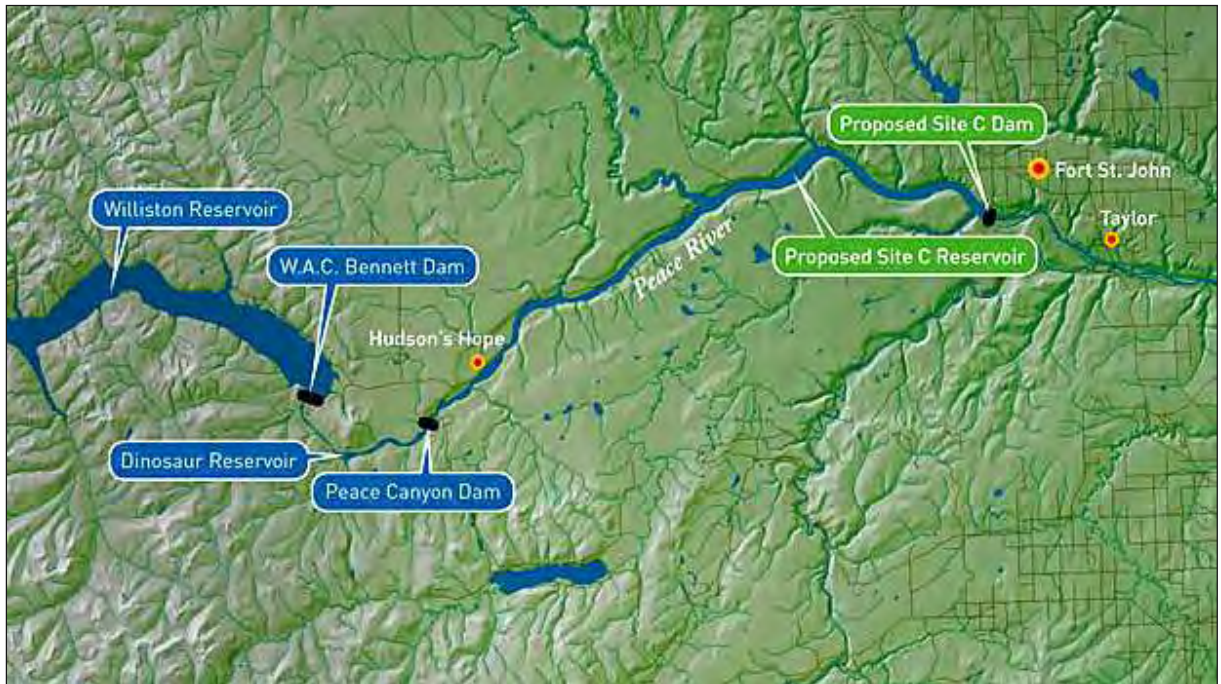 Proposed Site C Dam
Fort St. John
Williston Reservoir
Taylor
W.A.C. Bennett Dam
Peace River
Proposed Site C Reservoir
Hudson's Hope
Dinosaur Reservoir
Peace Canyon Dam